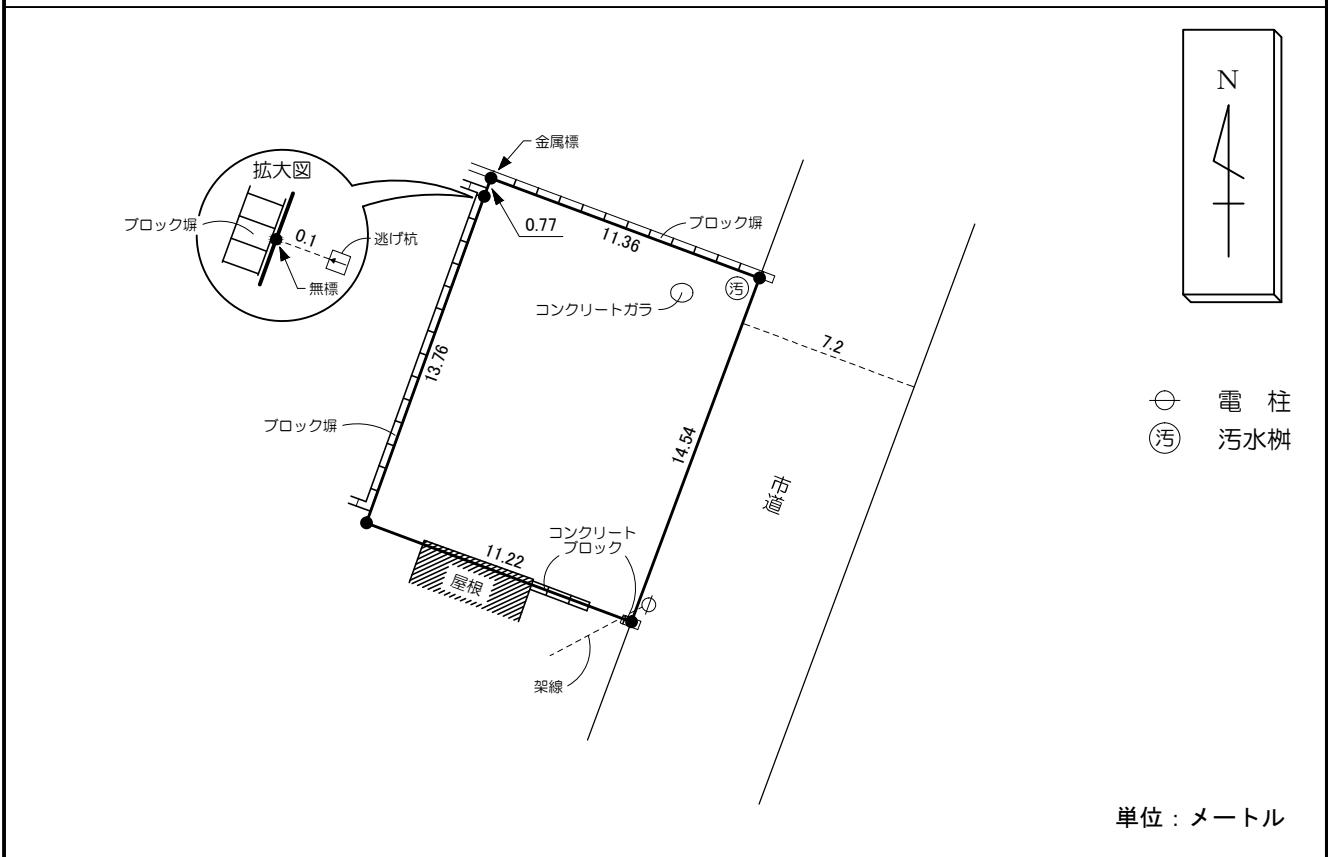 N
金属標
拡大図
ブロック塀
0.1
逃げ杭
無標
0.77
11.36
ブロック塀
汚
コンクリートガラ
7.2
13.76
ブロック塀
14.54
市道
電 柱
汚 汚水桝
コンクリート
ブロック
11.22
屋根
架線
単位：メートル